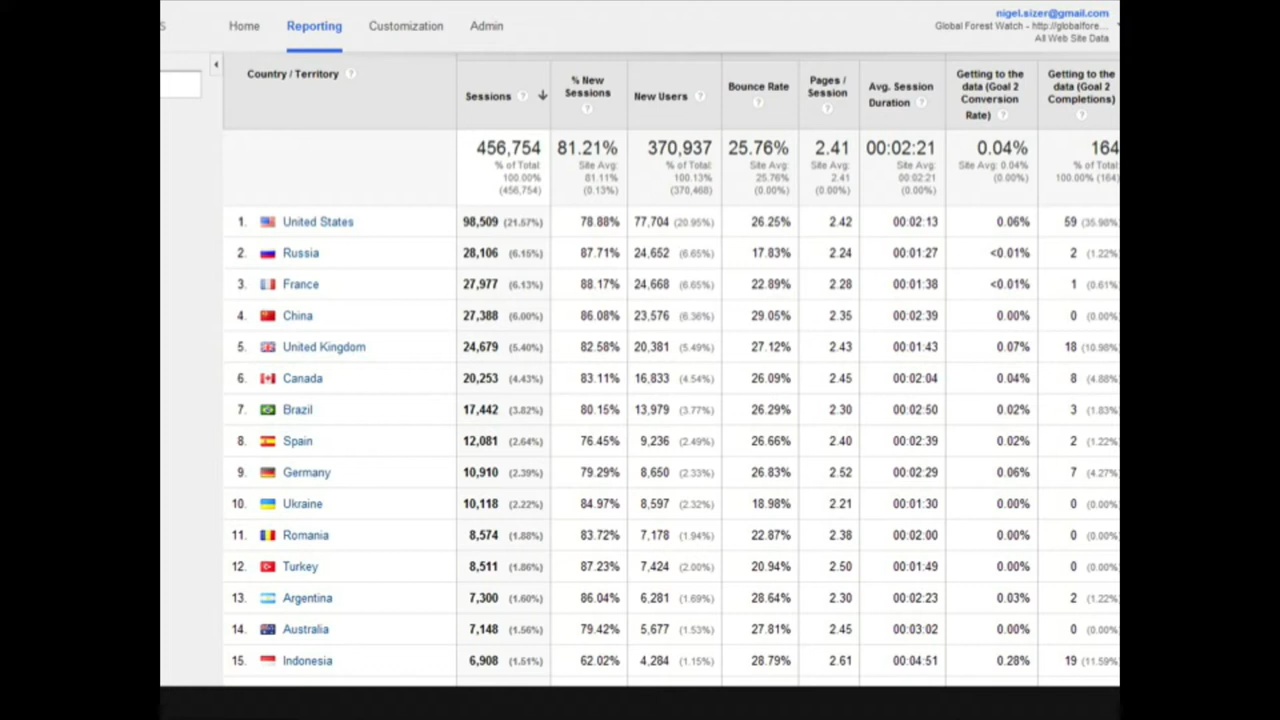 S Home Reporting Customization Admin
nigel.sizer@gmail.com
Global Forest Watch - http://globalfore...
All Web Site Data
Country / Territory ? Sessions ? % New Sessions ? New Users ? Bounce Rate ? Pages / Session ? Avg. Session Duration ? Getting to the data (Goal 2 Conversion Rate) ? Getting to the data (Goal 2 Completions) ?
456,754 81.21% 370,937 25.76% 2.41 00:02:21 0.04% 164
% of Total: 100.00% (456,754) Site Avg: 81.11% (0.13%) % of Total: 100.13% (370,468) Site Avg: 25.76% (0.00%) Site Avg: 2.41 (0.00%) Site Avg: 00:02:21 (0.00%) Site Avg: 0.04% (0.00%) % of Total: 100.00% (164)
1. United States 98,509 (21.57%) 78.88% 77,704 (20.95%) 26.25% 2.42 00:02:13 0.06% 59 (35.98%
2. Russia 28,106 (6.15%) 87.71% 24,652 (6.65%) 17.83% 2.24 00:01:27 <0.01% 2 (1.22%
3. France 27,977 (6.13%) 88.17% 24,668 (6.65%) 22.89% 2.28 00:01:38 <0.01% 1 (0.61%
4. China 27,388 (6.00%) 86.08% 23,576 (6.36%) 29.05% 2.35 00:02:39 0.00% 0 (0.00%
5. United Kingdom 24,679 (5.40%) 82.58% 20,381 (5.49%) 27.12% 2.43 00:01:43 0.07% 18 (10.98%
6. Canada 20,253 (4.43%) 83.11% 16,833 (4.54%) 26.09% 2.45 00:02:04 0.04% 8 (4.88%
7. Brazil 17,442 (3.82%) 80.15% 13,979 (3.77%) 26.29% 2.30 00:02:50 0.02% 3 (1.83%
8. Spain 12,081 (2.64%) 76.45% 9,236 (2.49%) 26.66% 2.40 00:02:39 0.02% 2 (1.22%
9. Germany 10,910 (2.39%) 79.29% 8,650 (2.33%) 26.83% 2.52 00:02:29 0.06% 7 (4.27%
10. Ukraine 10,118 (2.22%) 84.97% 8,597 (2.32%) 18.98% 2.21 00:01:30 0.00% 0 (0.00%
11. Romania 8,574 (1.88%) 83.72% 7,178 (1.94%) 22.87% 2.38 00:02:00 0.00% 0 (0.00%
12. Turkey 8,511 (1.86%) 87.23% 7,424 (2.00%) 20.94% 2.50 00:01:49 0.00% 0 (0.00%
13. Argentina 7,300 (1.60%) 86.04% 6,281 (1.69%) 28.64% 2.30 00:02:23 0.03% 2 (1.22%
14. Australia 7,148 (1.56%) 79.42% 5,677 (1.53%) 27.81% 2.45 00:03:02 0.00% 0 (0.00%
15. Indonesia 6,908 (1.51%) 62.02% 4,284 (1.15%) 28.79% 2.61 00:04:51 0.28% 19 (11.59%